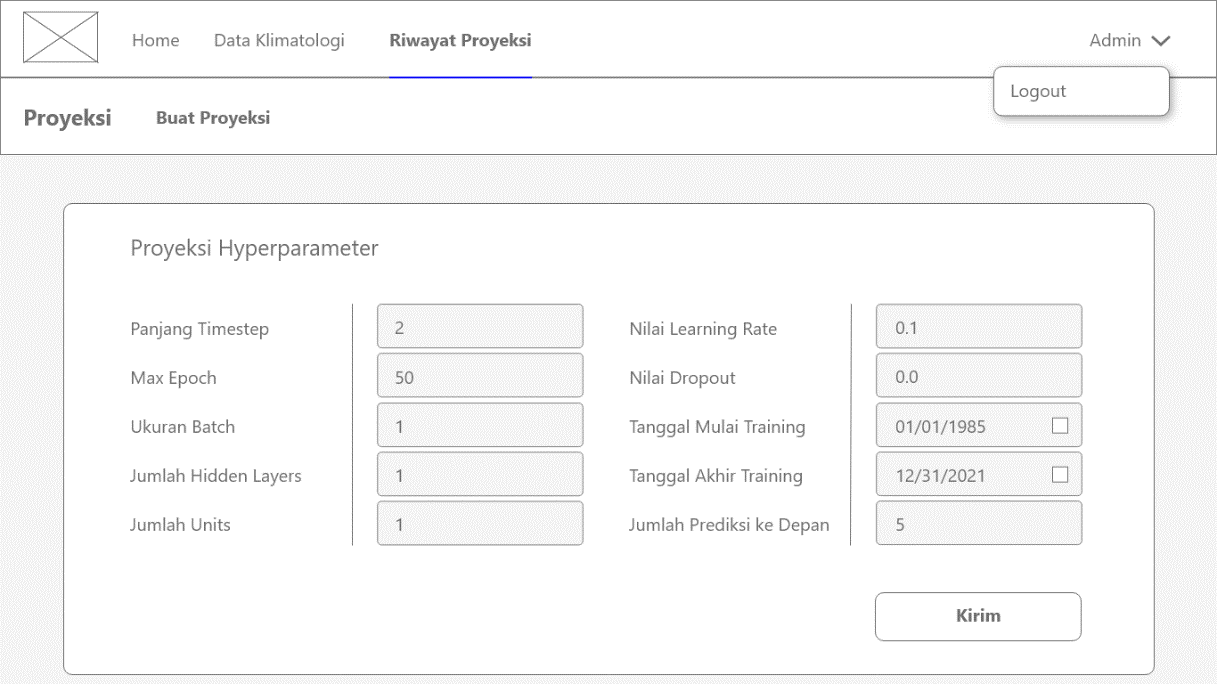 Home Data Klimatologi Riwayat Proyeksi Admin
Logout
Proyeksi Buat Proyeksi
Proyeksi Hyperparameter
Panjang Timestep 2 Nilai Learning Rate 0.1
Max Epoch 50 Nilai Dropout 0.0
Ukuran Batch 1 Tanggal Mulai Training 01/01/1985
Jumlah Hidden Layers 1 Tanggal Akhir Training 12/31/2021
Jumlah Units 1 Jumlah Prediksi ke Depan 5
Kirim